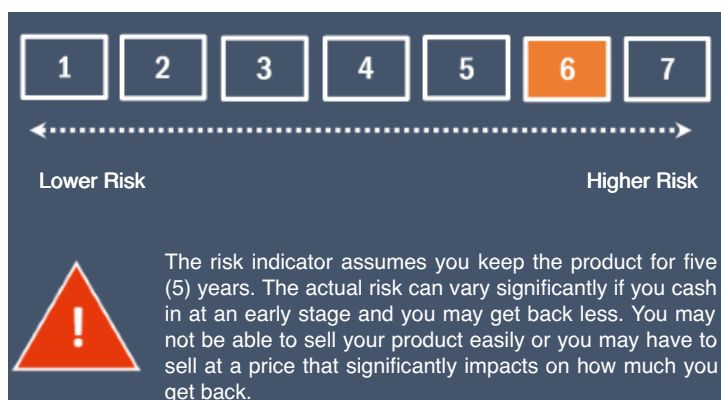 1 2 3 4 5 6 7
Lower Risk Higher Risk
!
The risk indicator assumes you keep the product for five
(5) years. The actual risk can vary significantly if you cash
in at an early stage and you may get back less. You may
not be able to sell your product easily or you may have to
sell at a price that significantly impacts on how much you
get back.